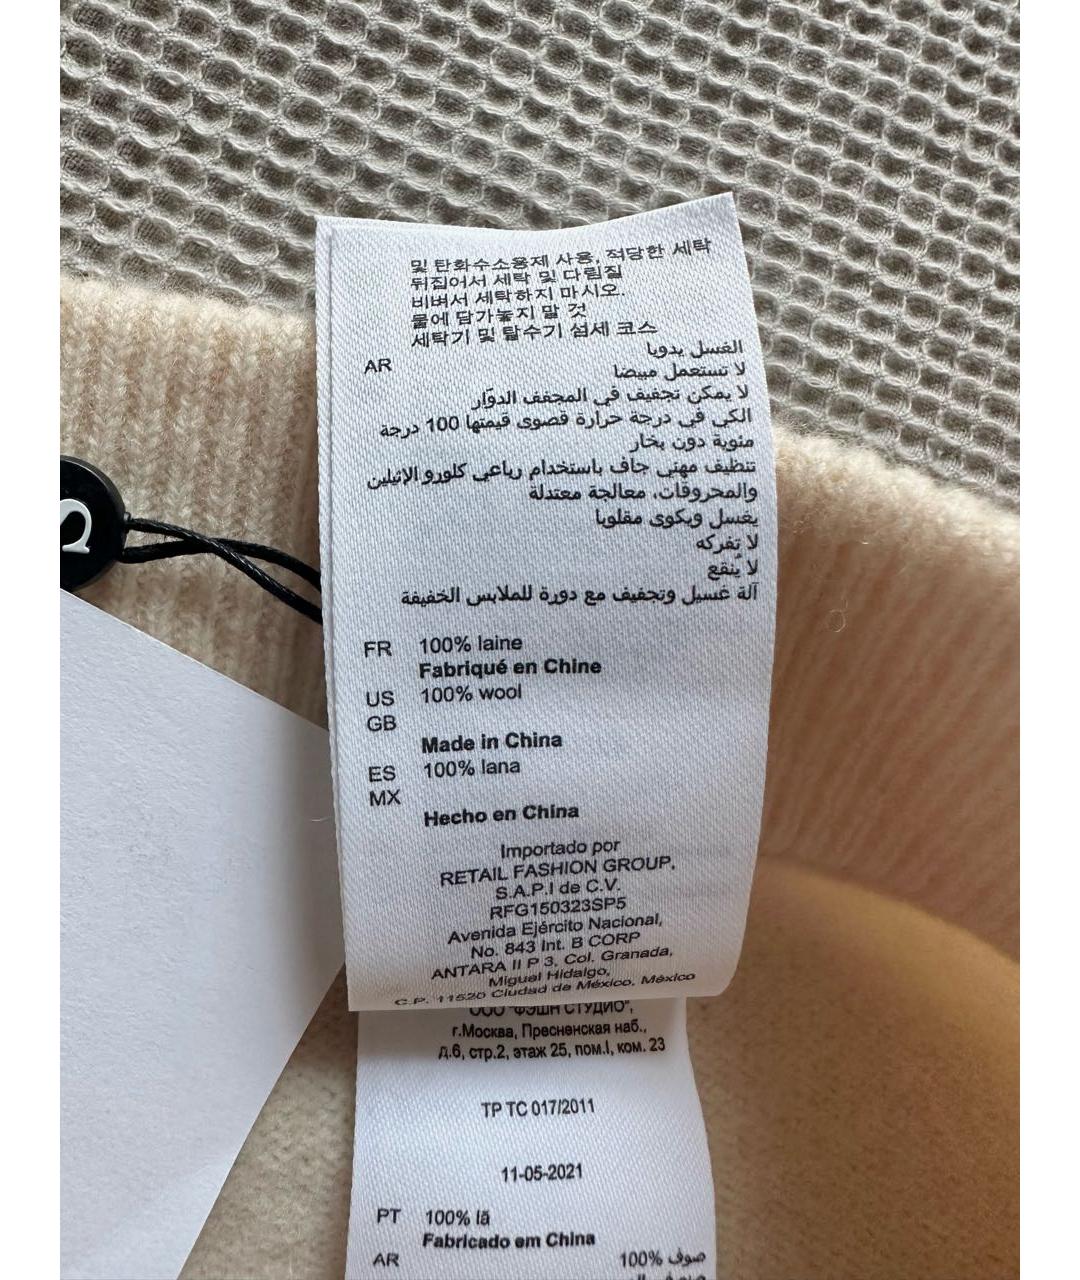 및 탄화수소용제 사용, 적당한 세탁
뒤집어서 세탁 및 다림질
비벼서 세탁하지 마시오.
물에 담가놓지 말 것
세탁기 및 탈수기 섬세 코스
AR
الغسل يدويا
لا تستعمل مبيضا
لا يمكن تجفيف في المجفف الدوّار
الكي في درجة حرارة قصوى قيمتها 100 درجة
مئوية دون بخار
تنظيف مهني جاف باستخدام رباعي كلورو الإثيلين
والمحروقات، معالجة معتدلة
يغسل ويكوى مقلوبا
لا تفركه
لا يُنقع
آلة غسيل وتجفيف مع دورة للملابس الخفيفة
FR 100% laine
Fabriqué en Chine
US 100% wool
GB
Made in China
ES 100% lana
MX
Hecho en China
Importado por
RETAIL FASHION GROUP,
S.A.P.I de C.V.
RFG150323SP5
Avenida Ejército Nacional,
No. 843 Int. B CORP
ANTARA II P 3, Col. Granada,
Miguel Hidalgo,
C.P. 11520 Ciudad de México, México
ООО "ФЭШН СТУДИО",
г.Москва, Пресненская наб.,
д.6, стр.2, этаж 25, пом.I, ком. 23
ТР ТС 017/2011
11-05-2021
PT 100% lã
Fabricado em China
AR صوف 100%